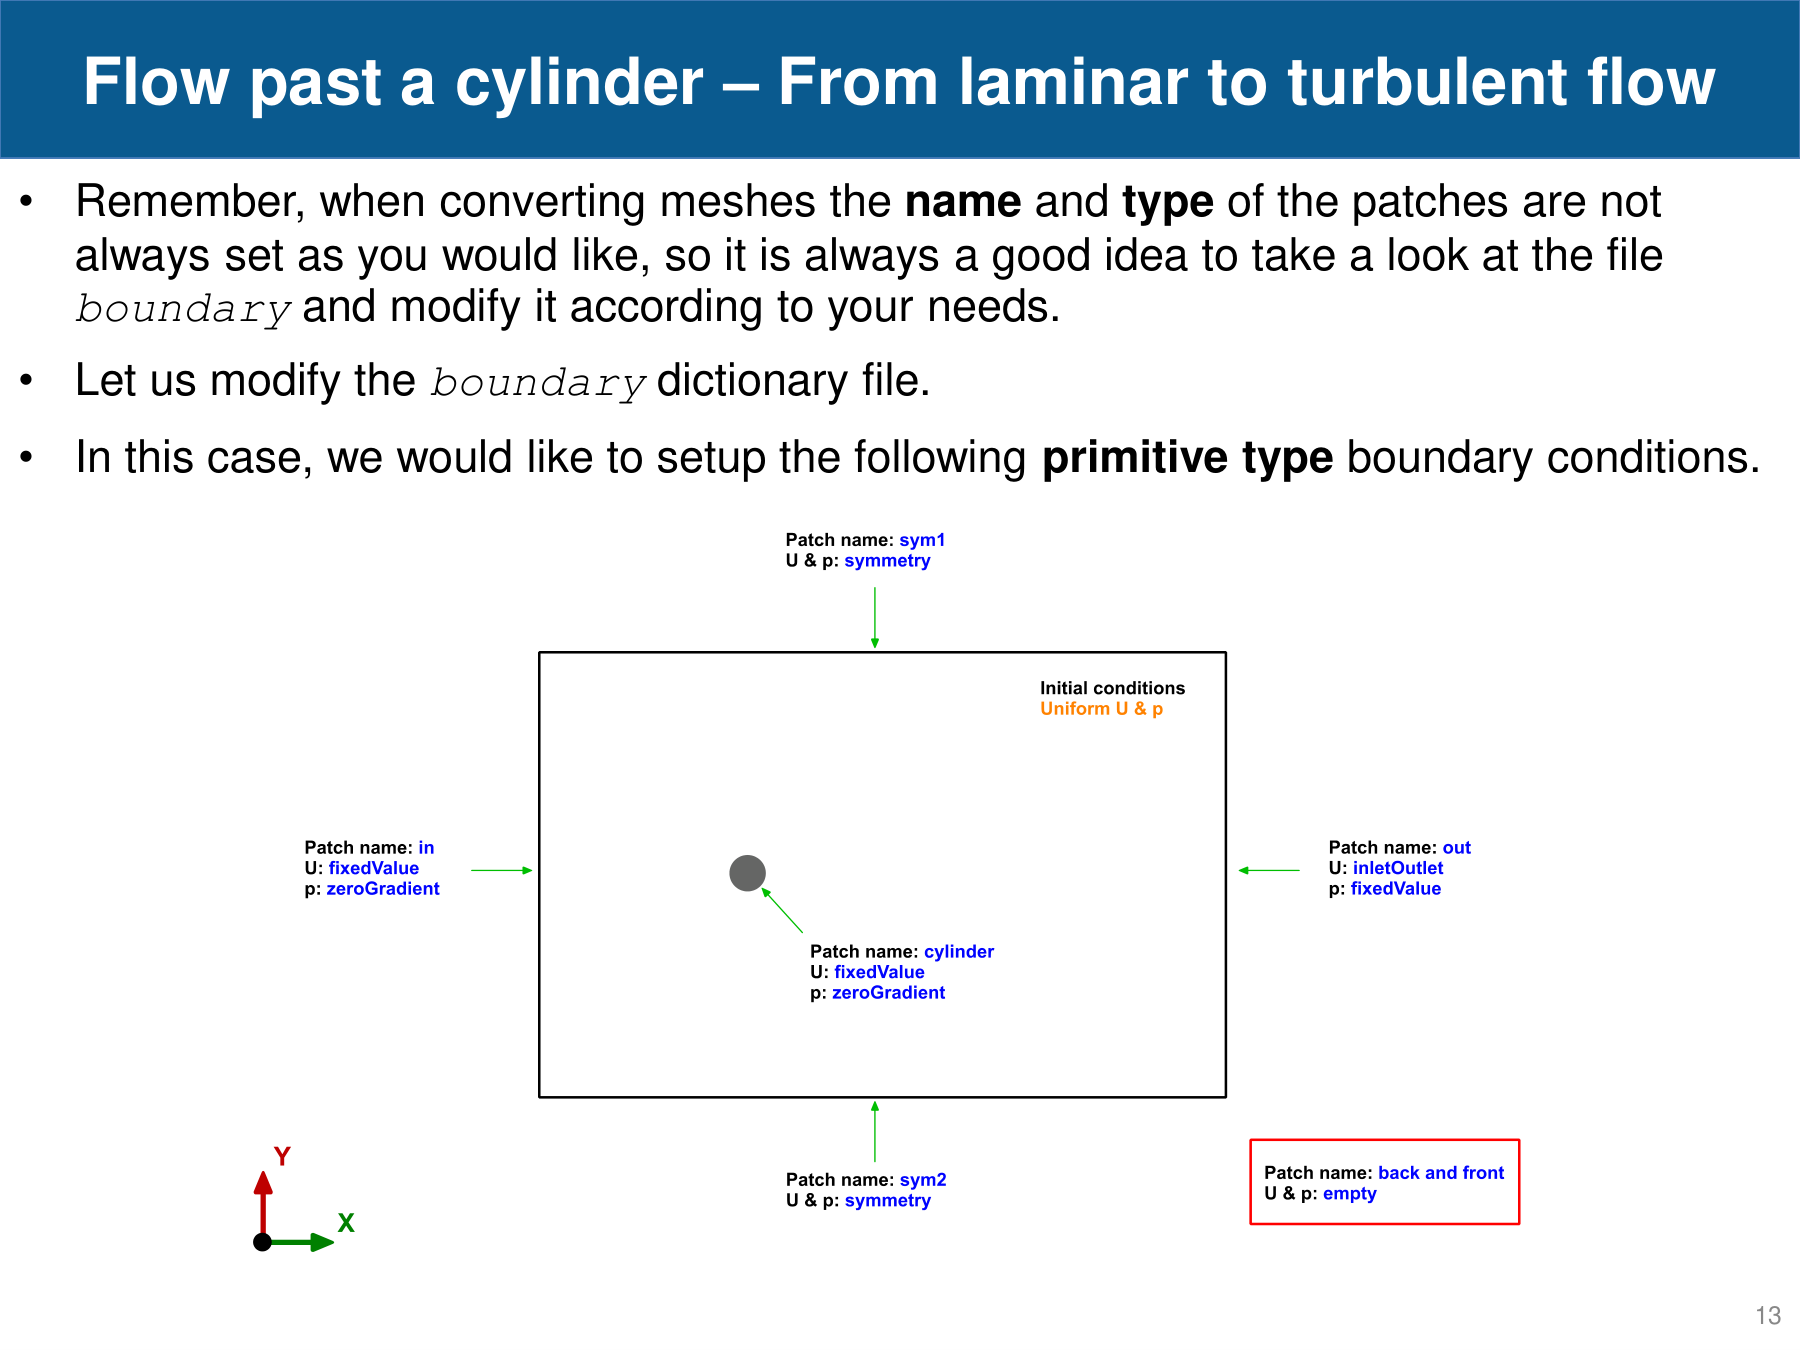 Flow past a cylinder – From laminar to turbulent flow
• Remember, when converting meshes the name and type of the patches are not
always set as you would like, so it is always a good idea to take a look at the file
boundary and modify it according to your needs.
• Let us modify the boundary dictionary file.
• In this case, we would like to setup the following primitive type boundary conditions.
Patch name: sym1
U & p: symmetry
Initial conditions
Uniform U & p
Patch name: in
U: fixedValue
p: zeroGradient
Patch name: out
U: inletOutlet
p: fixedValue
Patch name: cylinder
U: fixedValue
p: zeroGradient
Patch name: sym2
U & p: symmetry
Patch name: back and front
U & p: empty
Y
X
13